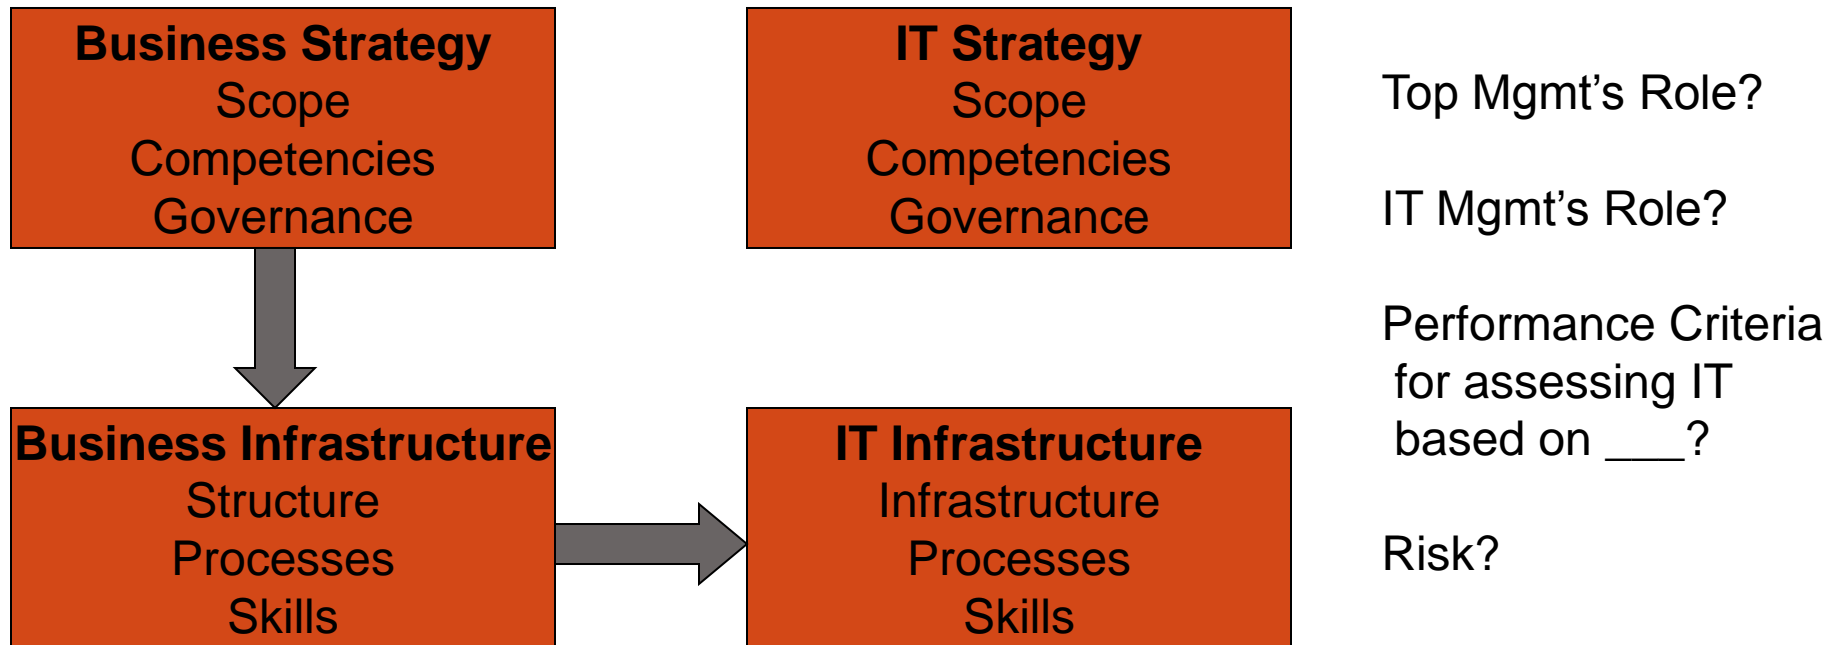 Business Strategy
Scope
Competencies
Governance
IT Strategy
Scope
Competencies
Governance
Business Infrastructure
Structure
Processes
Skills
IT Infrastructure
Infrastructure
Processes
Skills
Top Mgmt’s Role?
IT Mgmt’s Role?
Performance Criteria
for assessing IT
based on ___?
Risk?